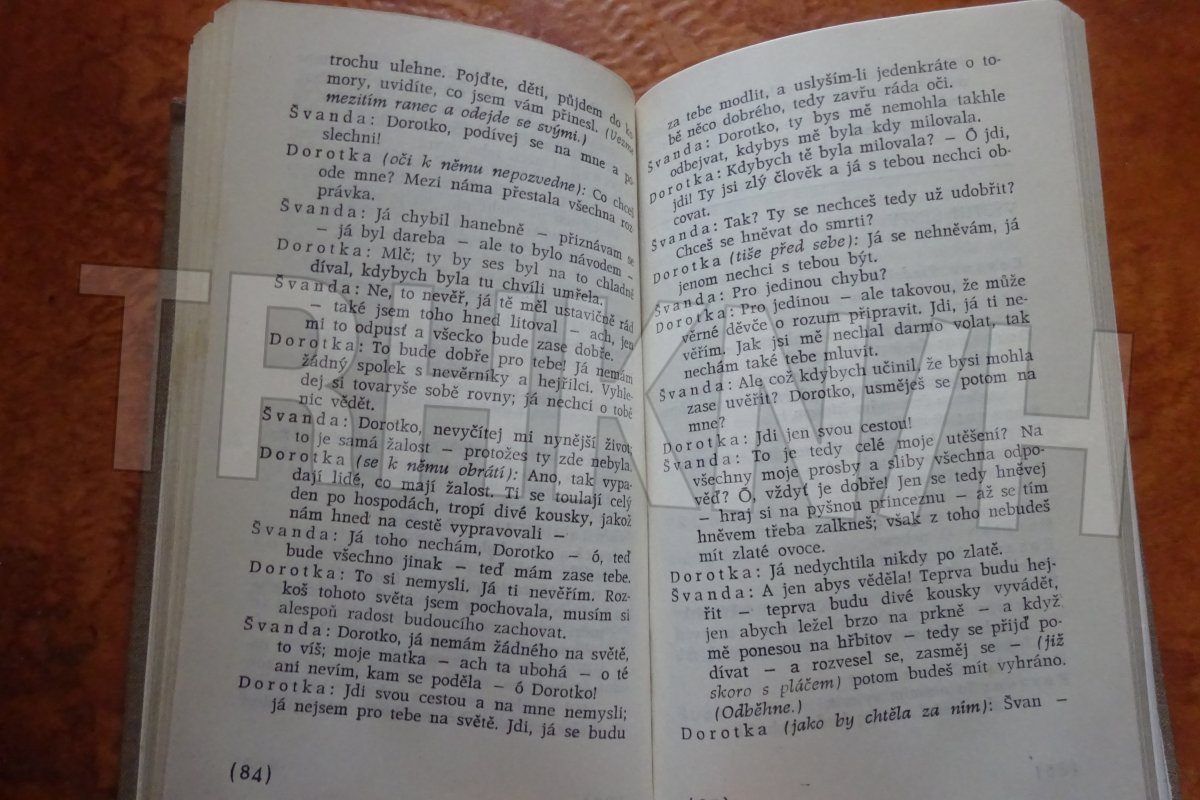 trochu ulehne. Pojďte, děti, půjdem do ko-
mory, uvidíte, co jsem vám přinesl. (Vezme
mezitím ranec a odejde se svými.)
Švanda: Dorotko, podívej se na mne a po-
slechni!
Dorotka (oči k němu nepozvedne): Co chceš
ode mne? Mezi náma přestala všechna roz-
právka.
Švanda: Já chybil hanebně – přiznávám se
– já byl dareba – ale to bylo návodem –
Dorotka: Mlč; ty by ses byl na to chladně
díval, kdybych byla tu chvíli umřela.
Švanda: Ne, to nevěř, já tě měl ustavičně rád
– také jsem toho hned litoval – ach, jen
mi to odpusť a všecko bude zase dobře.
Dorotka: To bude dobře pro tebe! Já nemám
žádný spolek s nevěrníky a hejřilci. Vyhle-
dej si tovaryše sobě rovny; já nechci o tobě
nic vědět.
Švanda: Dorotko, nevyčítej mi nynější život;
to je samá žalost – protožes ty zde nebyla.
Dorotka (se k němu obrátí): Ano, tak vypa-
dají lidé, co mají žalost. Ti se toulají celý
den po hospodách, tropí divé kousky, jakož
nám hneď na cestě vypravovali –
Švanda: Já toho nechám, Dorotko – ó, teď
bude všechno jinak – teď mám zase tebe.
Dorotka: To si nemysli. Já ti nevěřím. Roz-
koš tohoto světa jsem pochovala, musím si
alespoň radost budoucího zachovat.
Švanda: Dorotko, já nemám žádného na světě,
to víš; moje matka – ach ta ubohá – o té
ani nevím, kam se poděla – ó Dorotko!
Dorotka: Jdi svou cestou a na mne nemysli;
já nejsem pro tebe na světě. Jdi, já se budu
(84)
za tebe modlit, a uslyším-li jedenkráte o to-
bě něco dobrého, tedy zavřu ráda oči.
Švanda: Dorotko, ty bys mě nemohla takhle
odbejvat, kdybys mě byla kdy milovala.
Dorotka: Kdybych tě byla milovala? – Ó jdi,
jdi! Ty jsi zlý člověk a já s tebou nechci ob-
covat.
Švanda: Tak? Ty se nechceš tedy už udobřit?
Chceš se hněvat do smrti?
Dorotka (tiše před sebe): Já se nehněvám, já
jenom nechci s tebou být.
Švanda: Pro jedinou chybu?
Dorotka: Pro jedinou – ale takovou, že může
věrné děvče o rozum připravit. Jdi, já ti ne-
věřím. Jak jsi mě nechal darmo volat, tak
nechám také tebe mluvit.
Švanda: Ale což kdybych učinil, že bysi mohla
zase uvěřit? Dorotko, usměješ se potom na
mne?
Dorotka: Jdi jen svou cestou!
Švanda: To je tedy celé moje utěšení? Na
všechny moje prosby a sliby všechna odpo-
věď? Ó, vždyť je dobře! Jen se tedy hněvej
– hraj si na pyšnou princeznu – až se tím
hněvem třeba zalkneš; však z toho nebudeš
mít zlaté ovoce.
Dorotka: Já nedychtila nikdy po zlatě.
Švanda: A jen abys věděla! Teprva budu hej-
řit – teprva budu divé kousky vyvádět,
jen abych ležel brzo na prkně – a když
mě ponesou na hřbitov – tedy se přijď po-
dívat – a rozvesel se, zasměj se – (již
skoro s pláčem) potom budeš mít vyhráno.
(Odběhne.)
Dorotka (jako by chtěla za ním): Švan –